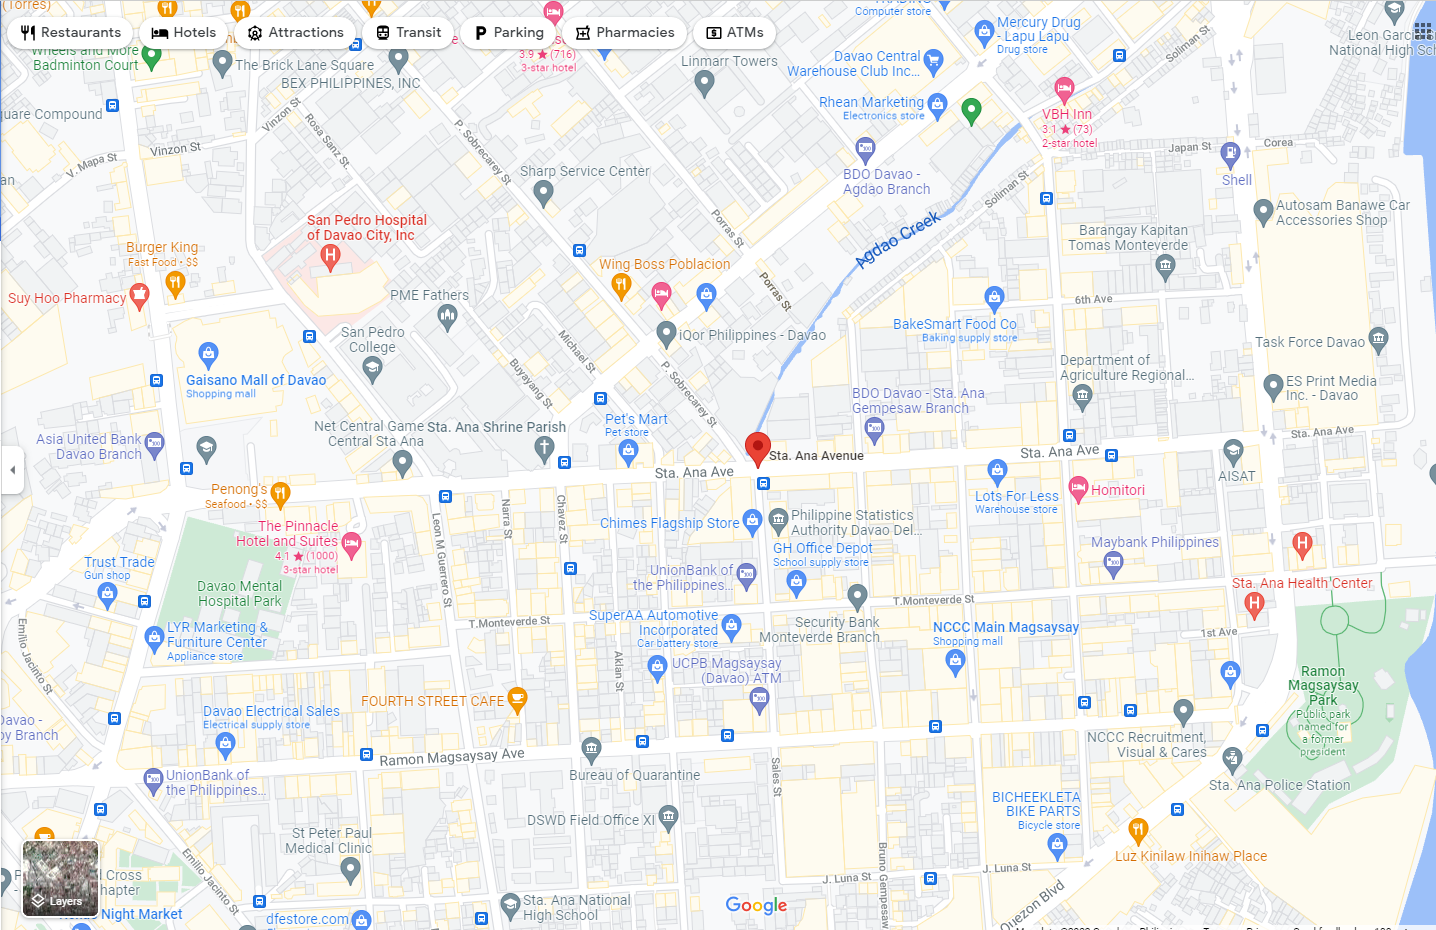 (Torres)
Restaurants
Hotels
Attractions
Transit
Parking
Pharmacies
ATMs
Computer store
Mercury Drug
- Lapu Lapu
Drug store
Soliman St
National High Sch
Wheels and More
Badminton Court
The Brick Lane Square
BEX PHILIPPINES, INC
3.9 ★ (716)
3-star hotel
Linmarr Towers
Davao Central
Warehouse Club Inc...
Rhean Marketing
Electronics store
VBH Inn
3.1 ★ (73)
2-star hotel
Japan St
Corea
Shell
uare Compound
Vinzon St
Vinzon St
V. Mapa St
Rosa Sanz St
P. Sobrecarey St
Sharp Service Center
BDO Davao -
Agdao Branch
Soliman St
Autosam Banawe Car
Accessories Shop
San Pedro Hospital
of Davao City, Inc
Porras St
Agdao Creek
Barangay Kapitan
Tomas Monteverde
Burger King
Fast Food • $$
Suy Hoo Pharmacy
Wing Boss Poblacion
Porras St
PME Fathers
6th Ave
San Pedro
College
iQor Philippines - Davao
BakeSmart Food Co
Baking supply store
Task Force Davao
Michael St
Buyayang St
P. Sobrecarey St
Department of
Agriculture Regional...
ES Print Media
Inc. - Davao
Gaisano Mall of Davao
Shopping mall
BDO Davao - Sta. Ana
Gempesaw Branch
Net Central Game
Central Sta Ana
Sta. Ana Shrine Parish
Pet's Mart
Pet store
Asia United Bank
Davao Branch
Sta. Ana Ave
Sta. Ana Avenue
Sta. Ana Ave
Sta. Ana Ave
AISAT
Penong's
Seafood • $$
Lots For Less
Warehouse store
Homitori
Leon M Guerrero St
Narra St
Chavez St
The Pinnacle
Hotel and Suites
4.1 ★ (1000)
3-star hotel
Chimes Flagship Store
Philippine Statistics
Authority Davao Del...
GH Office Depot
School supply store
Maybank Philippines
Trust Trade
Gun shop
Davao Mental
Hospital Park
UnionBank of
the Philippines...
Sta. Ana Health Center
T.Monteverde St
T.Monteverde St
SuperAA Automotive
Incorporated
Car battery store
Security Bank
Monteverde Branch
NCCC Main Magsaysay
Shopping mall
1st Ave
Emilio Jacinto St
LYR Marketing &
Furniture Center
Appliance store
Aklan St
UCPB Magsaysay
(Davao) ATM
Ramon
Magsaysay
Park
Public park
named for
a former
president
FOURTH STREET CAFE
Davao Electrical Sales
Electrical supply store
Davao -
by Branch
NCCC Recruitment,
Visual & Cares
Ramon Magsaysay Ave
Bureau of Quarantine
Sales St
UnionBank of
the Philippines...
Sta. Ana Police Station
DSWD Field Office XI
BICHEEKLETA
BIKE PARTS
Bicycle store
Luz Kinilaw Inihaw Place
St Peter Paul
Medical Clinic
Emilio Jacinto St
Bruno Gempesaw
J. Luna St
J. Luna St
Quezon Blvd
Cross
hapter
Layers
Night Market
dfestore.com
Sta. Ana National
High School
Google